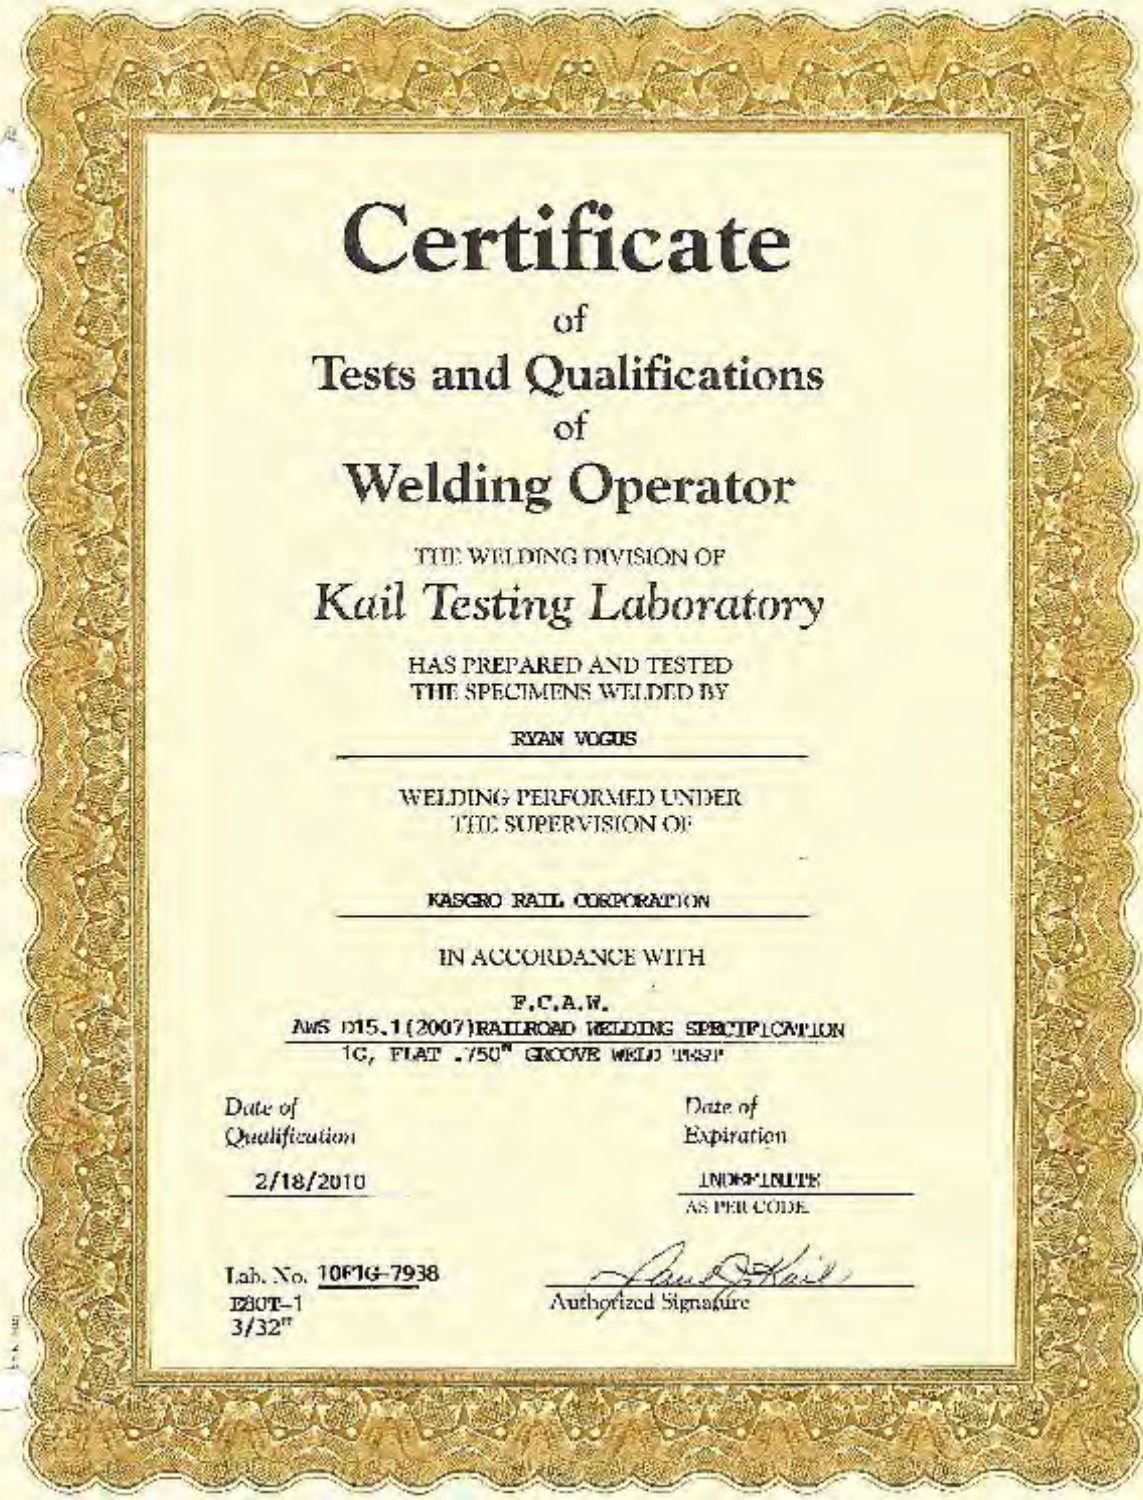 Certificate
of
Tests and Qualifications
of
Welding Operator
THE WELDING DIVISION OF
Kail Testing Laboratory
HAS PREPARED AND TESTED
THE SPECIMENS WELDED BY
RYAN VOGUS
WELDING PERFORMED UNDER
THE SUPERVISION OF
KASGRO RAIL CORPORATION
IN ACCORDANCE WITH
F.C.A.W.
AWS D15.1(2007)RAILROAD WELDING SPECIFICATION
1G, FLAT .750" GROOVE WELD TEST
Date of
Qualification
2/18/2010
Date of
Expiration
INDEFINITE
AS PER CODE
Lab. No. 10F1G-7938
E80T-1
3/32"
Paul J. Kail
Authorized Signature